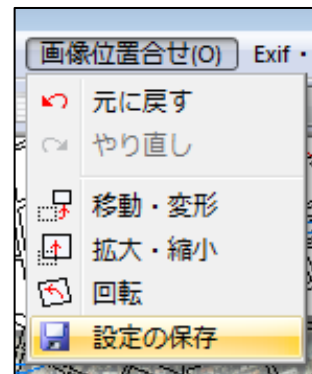 画像位置合せ(O) Exif・
元に戻す
やり直し
移動・変形
拡大・縮小
回転
設定の保存